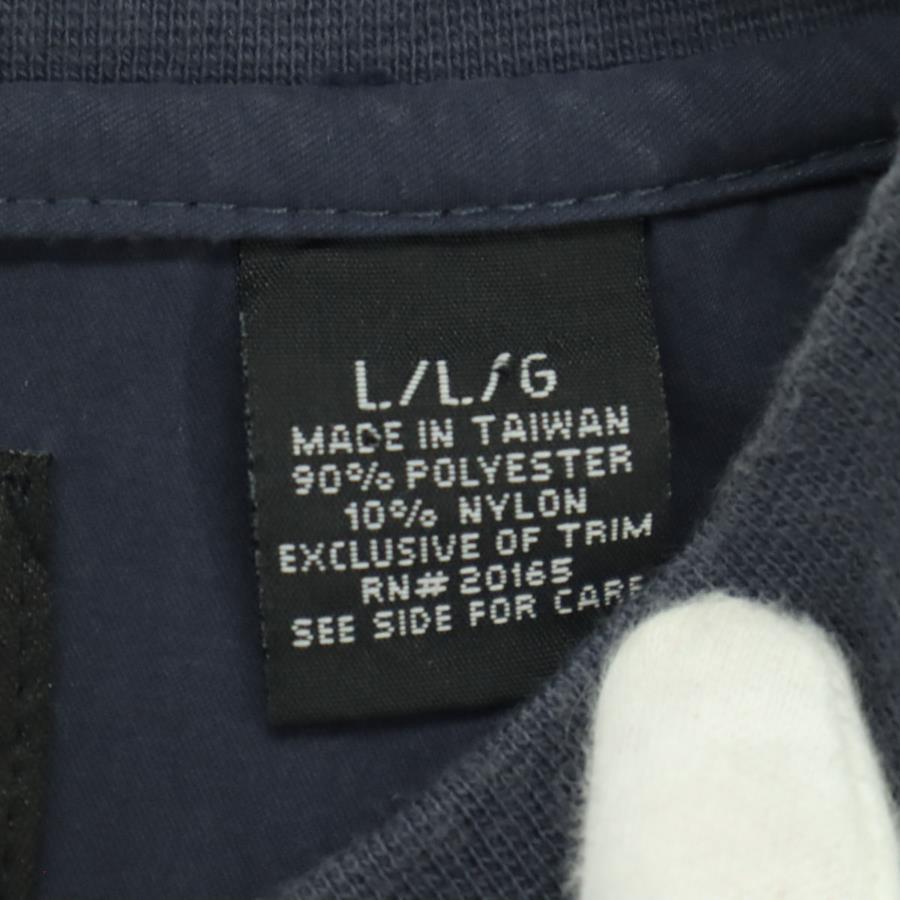 L/L/G
MADE IN TAIWAN
90% POLYESTER
10% NYLON
EXCLUSIVE OF TRIM
RN# 20165
SEE SIDE FOR CARE